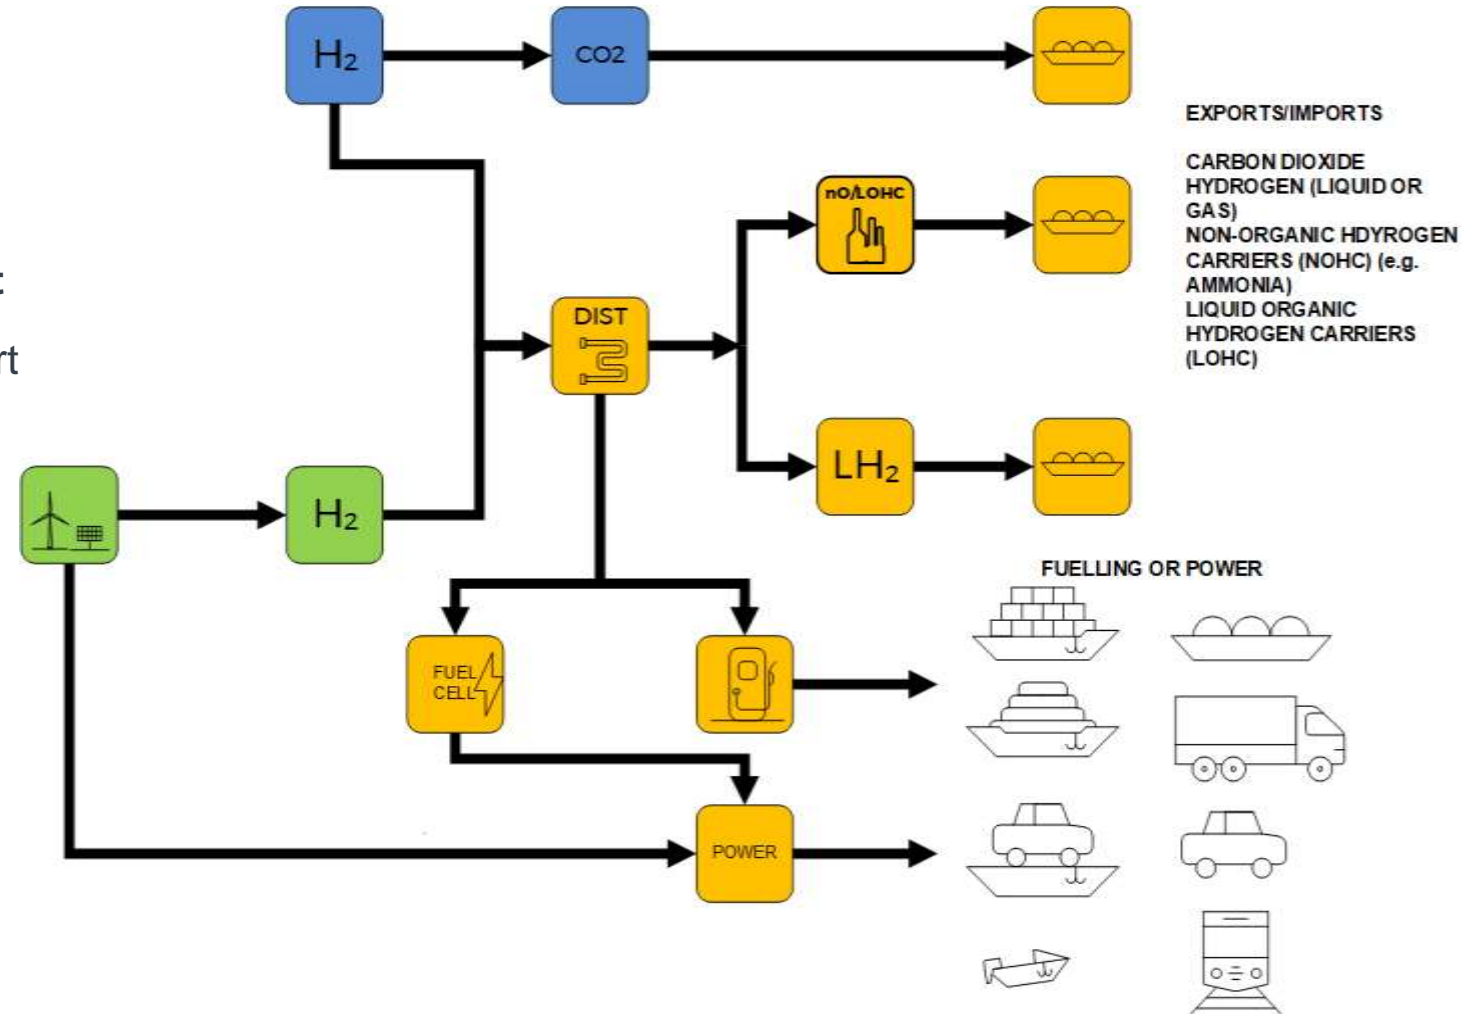 H₂
CO2
EXPORTS/IMPORTS
CARBON DIOXIDE
HYDROGEN (LIQUID OR
GAS)
NON-ORGANIC HDYROGEN
CARRIERS (NOHC) (e.g.
AMMONIA)
LIQUID ORGANIC
HYDROGEN CARRIERS
(LOHC)
nO/LOHC
DIST
LH₂
H₂
FUELLING OR POWER
FUEL
CELL
POWER